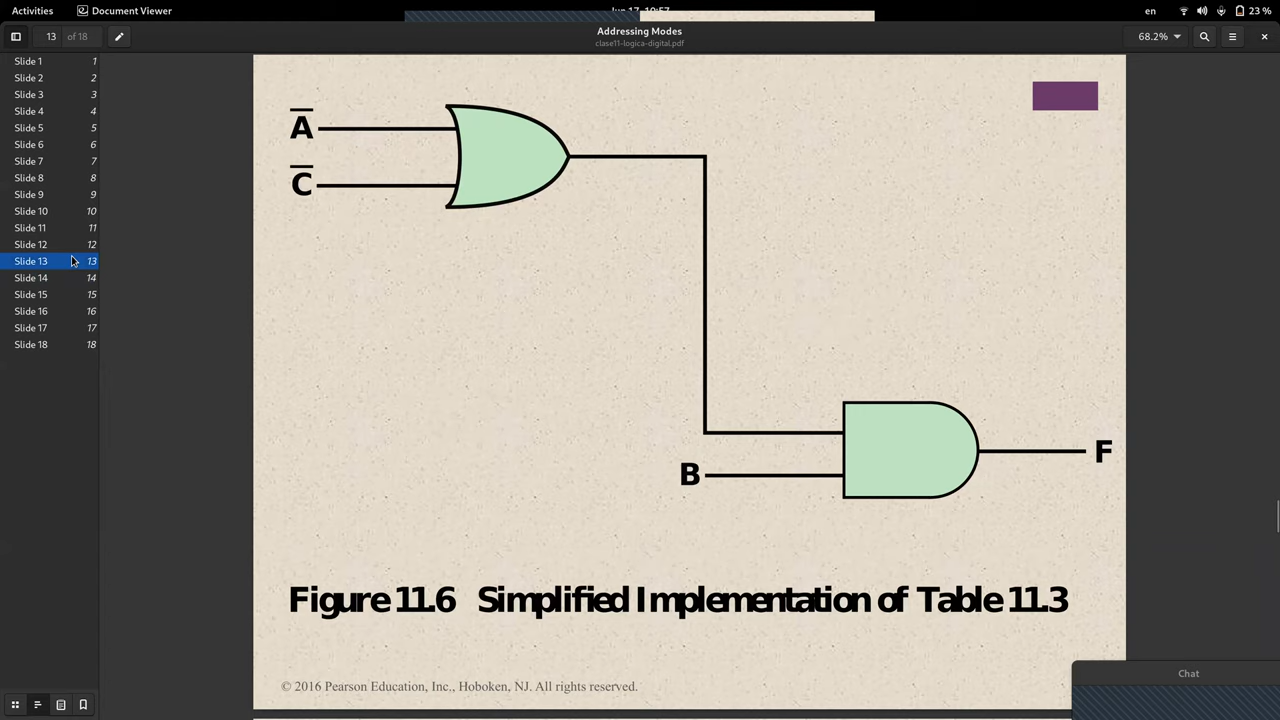 Activities Document Viewer en 23 %
Addressing Modes
clase11-logica-digital.pdf
13 of 18 68.2%
Slide 1 1
Slide 2 2
Slide 3 3
Slide 4 4
Slide 5 5
Slide 6 6
Slide 7 7
Slide 8 8
Slide 9 9
Slide 10 10
Slide 11 11
Slide 12 12
Slide 13 13
Slide 14 14
Slide 15 15
Slide 16 16
Slide 17 17
Slide 18 18
A̅
C̅
B
F
Figure 11.6 Simplified Implementation of Table 11.3
© 2016 Pearson Education, Inc., Hoboken, NJ. All rights reserved.
Chat